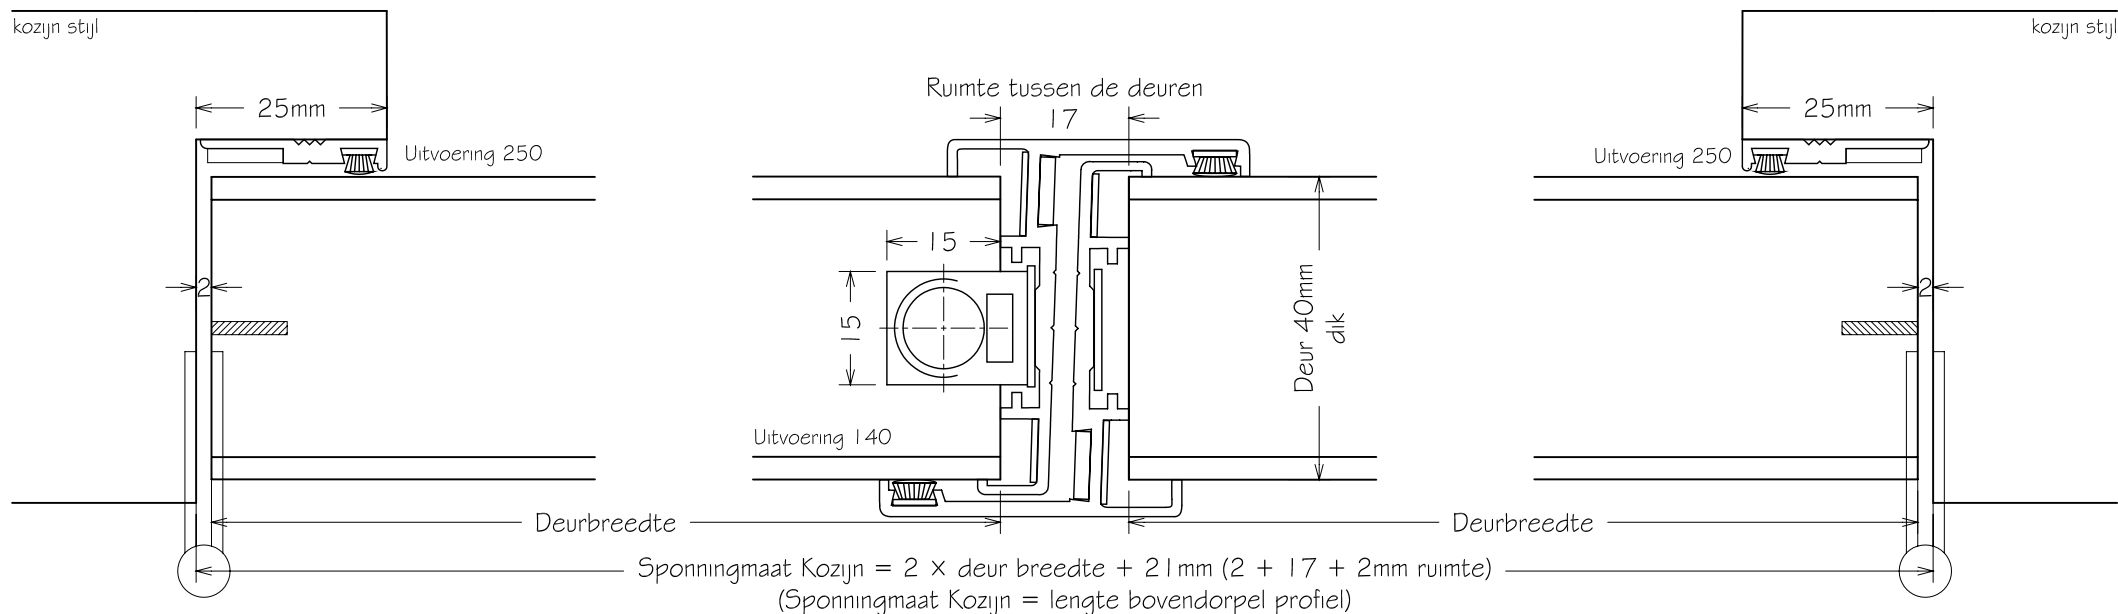 kozijn stijl
kozijn stijl
25mm
Ruimte tussen de deuren
17
25mm
Uitvoering 250
Uitvoering 250
15
2
15
Deur 40mm
dik
2
Uitvoering 140
Deurbreedte
Deurbreedte
Sponningmaat Kozijn = 2 × deur breedte + 21mm (2 + 17 + 2mm ruimte)
(Sponningmaat Kozijn = lengte bovendorpel profiel)